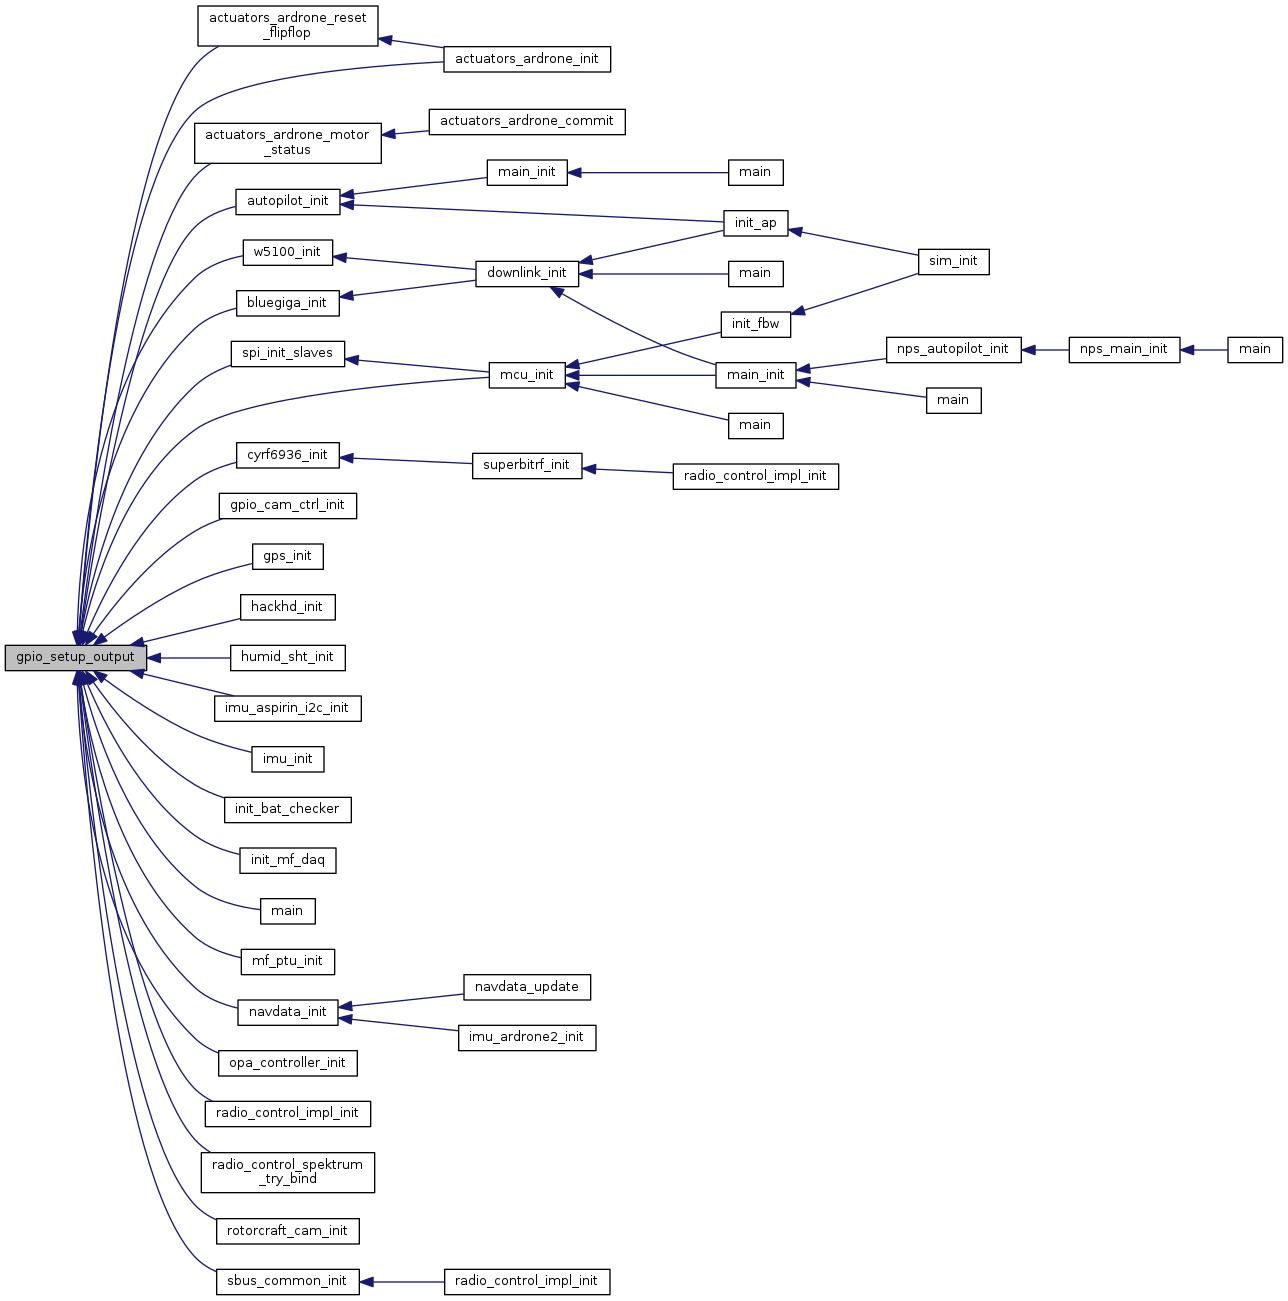 actuators_ardrone_reset
_flipflop
actuators_ardrone_init
actuators_ardrone_commit
actuators_ardrone_motor
_status
main_init
main
autopilot_init
init_ap
w5100_init
downlink_init
main
sim_init
bluegiga_init
init_fbw
spi_init_slaves
mcu_init
main_init
nps_autopilot_init
nps_main_init
main
main
main
cyrf6936_init
superbitrf_init
radio_control_impl_init
gpio_cam_ctrl_init
gps_init
hackhd_init
gpio_setup_output
humid_sht_init
imu_aspirin_i2c_init
imu_init
init_bat_checker
init_mf_daq
main
mf_ptu_init
navdata_init
navdata_update
imu_ardrone2_init
opa_controller_init
radio_control_impl_init
radio_control_spektrum
_try_bind
rotorcraft_cam_init
sbus_common_init
radio_control_impl_init